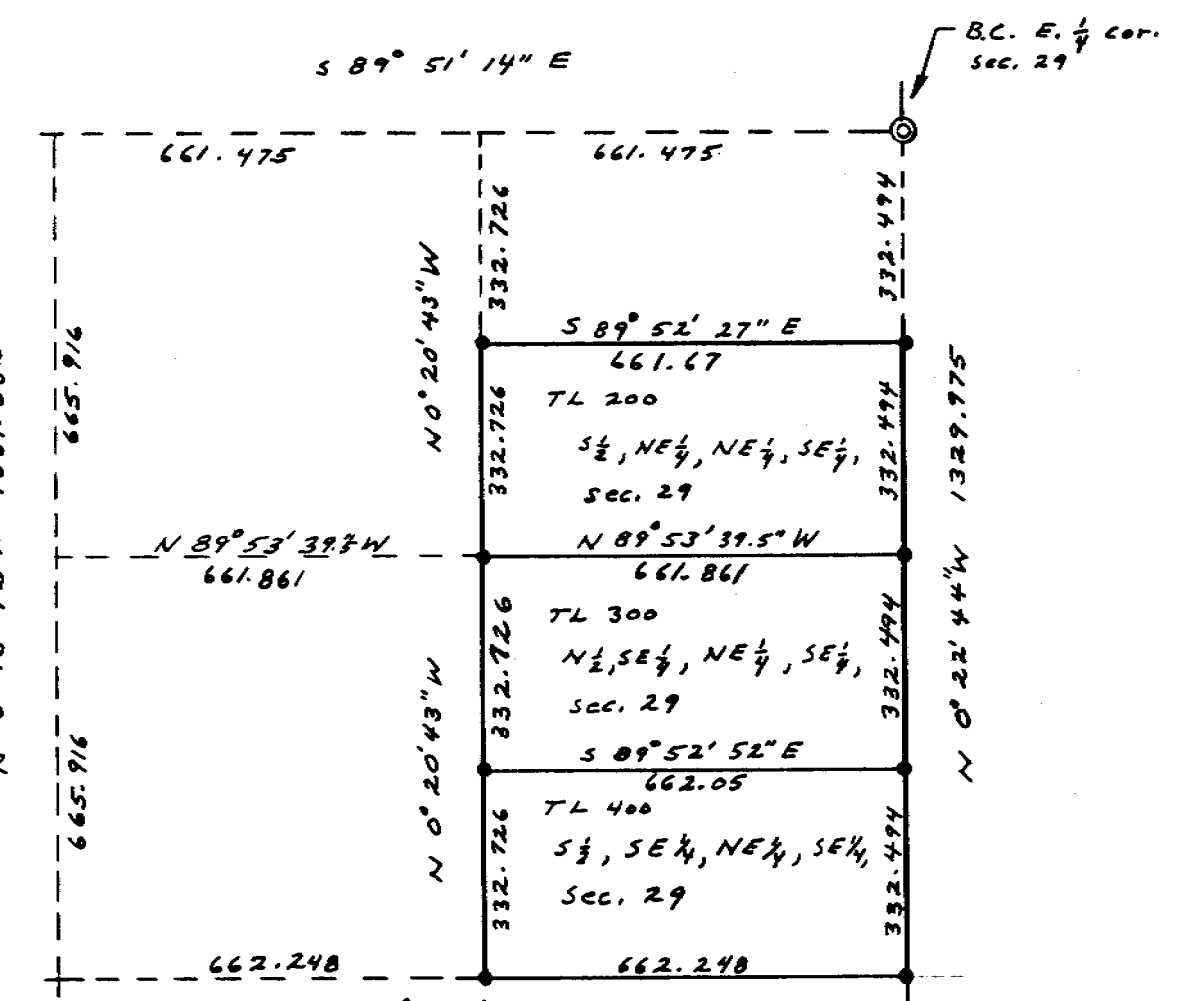 B.C. E. 1/4 cor.
sec. 29
S 89° 51' 14" E
661.475
661.475
332.726
332.494
N 0° 20' 43" W
665.916
S 89° 52' 27" E
661.67
TL 200
S 1/2, NE 1/4, NE 1/4, SE 1/4,
sec. 29
332.726
332.494
N 0° 22' 44" W 1329.975
N 89° 53' 39.5" W
661.861
N 89° 53' 39.5" W
661.861
TL 300
N 1/2, SE 1/4, NE 1/4, SE 1/4,
sec. 29
332.726
332.494
N 0° 20' 43" W
665.916
S 89° 52' 52" E
662.05
TL 400
S 1/2, SE 1/4, NE 1/4, SE 1/4,
Sec. 29
332.726
332.494
662.248
662.248